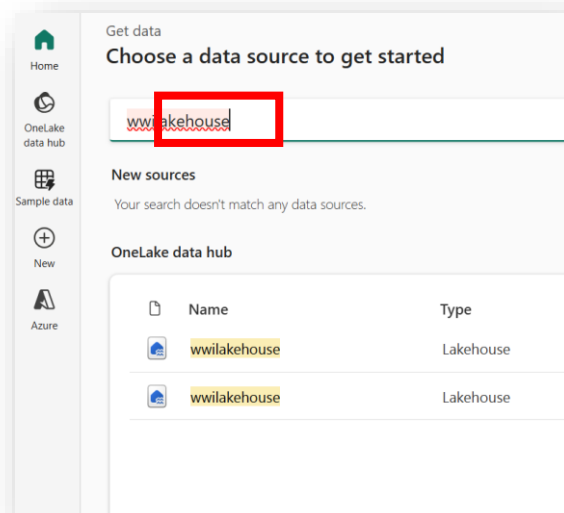 Get data
Choose a data source to get started
Home
wwilakehouse
OneLake
data hub
New sources
Sample data
Your search doesn't match any data sources.
New
OneLake data hub
Azure
Name Type
wwilakehouse Lakehouse
wwilakehouse Lakehouse